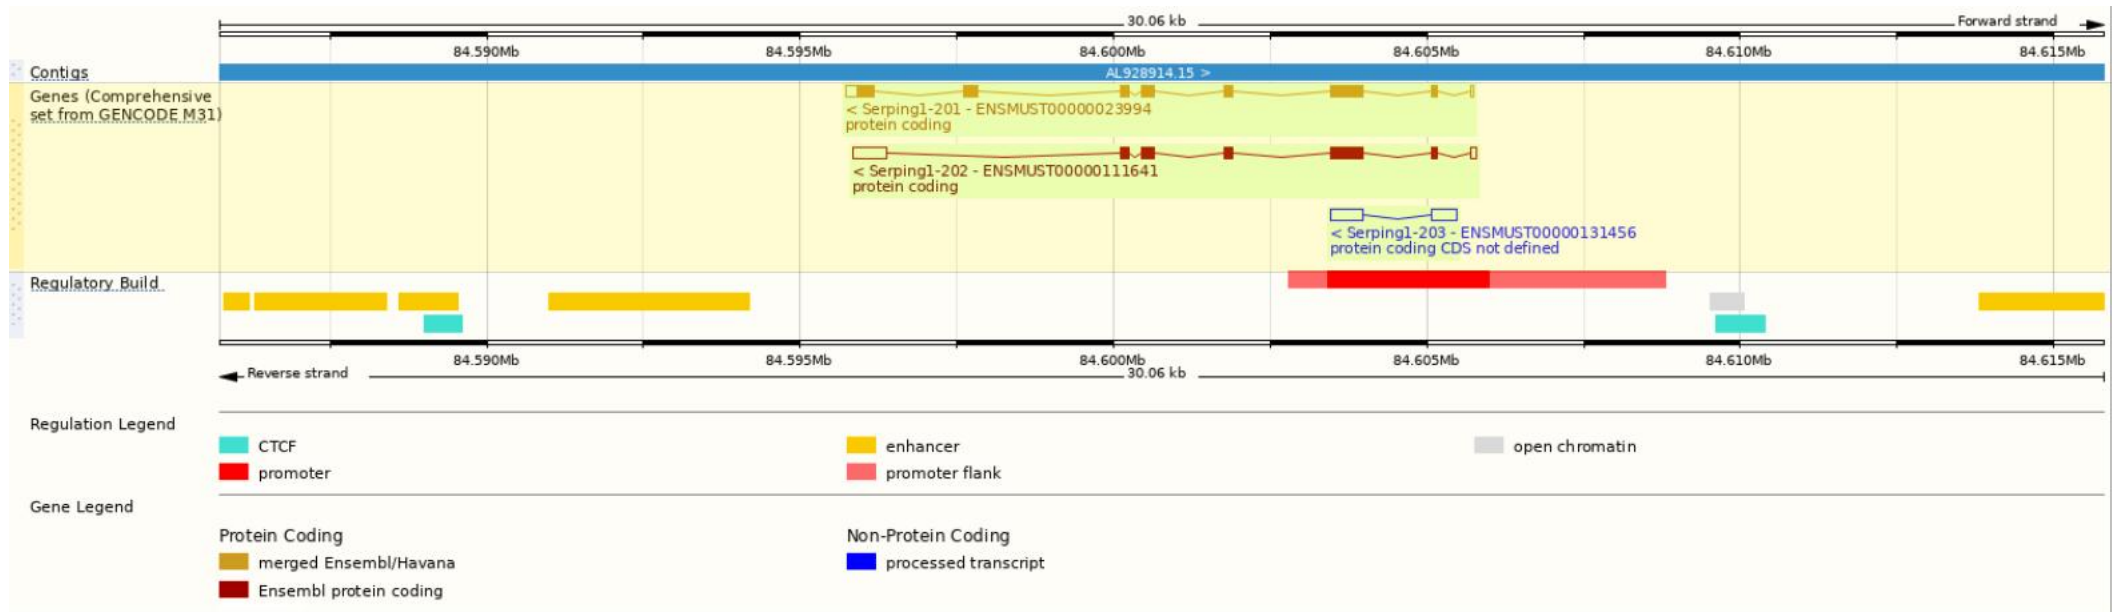 30.06 kb
Forward strand
84.590Mb 84.595Mb 84.600Mb 84.605Mb 84.610Mb 84.615Mb
Contigs
AL928914.15 >
Genes (Comprehensive
set from GENCODE M31)
< Serping1-201 - ENSMUST00000023994
protein coding
< Serping1-202 - ENSMUST00000111641
protein coding
< Serping1-203 - ENSMUST00000131456
protein coding CDS not defined
Regulatory Build
84.590Mb 84.595Mb 84.600Mb 84.605Mb 84.610Mb 84.615Mb
Reverse strand
30.06 kb
Regulation Legend
CTCF
enhancer
open chromatin
promoter
promoter flank
Gene Legend
Protein Coding
Non-Protein Coding
merged Ensembl/Havana
processed transcript
Ensembl protein coding